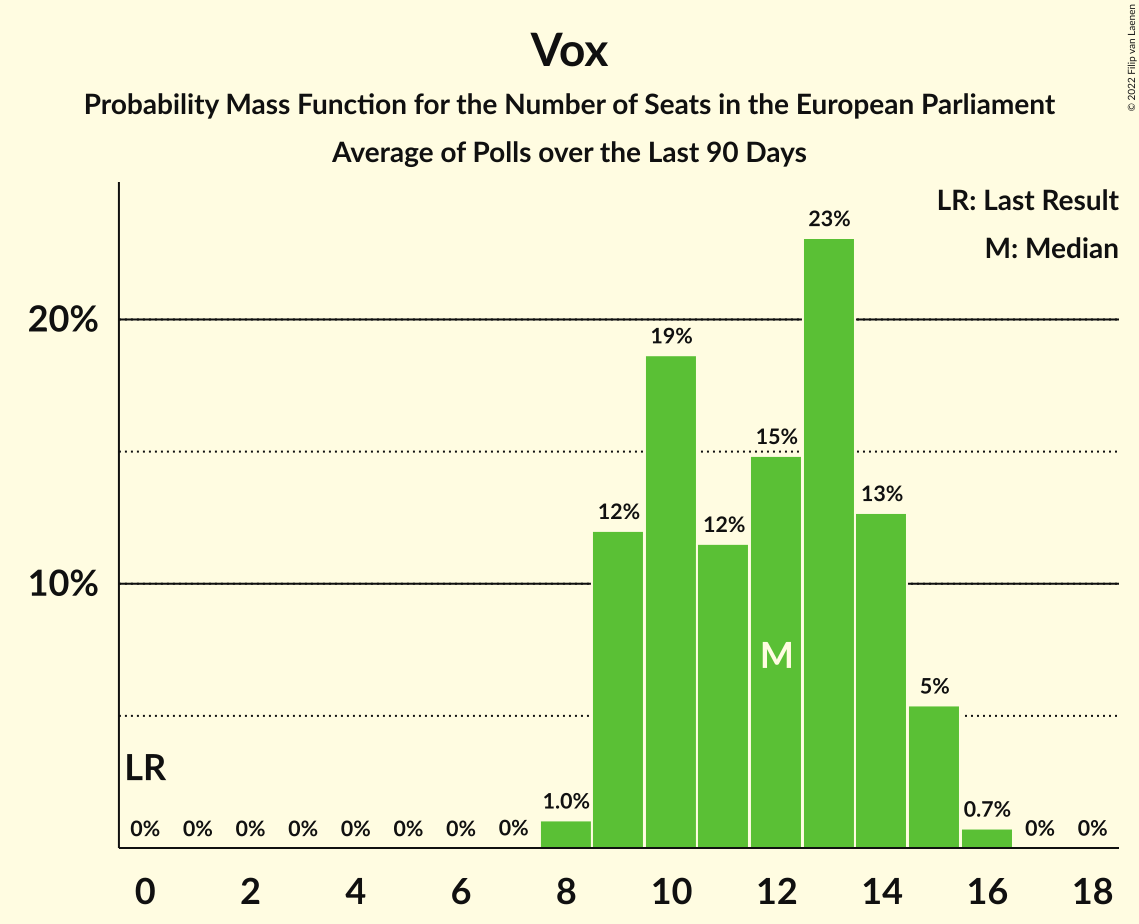 Vox
Probability Mass Function for the Number of Seats in the European Parliament
Average of Polls over the Last 90 Days
© 2022 Filip van Laenen
LR: Last Result
M: Median
20%
10%
0% 0% 0% 0% 0% 0% 0% 0% 1.0% 12% 19% 12% 15% 23% 13% 5% 0.7% 0% 0%
LR
M
0 2 4 6 8 10 12 14 16 18